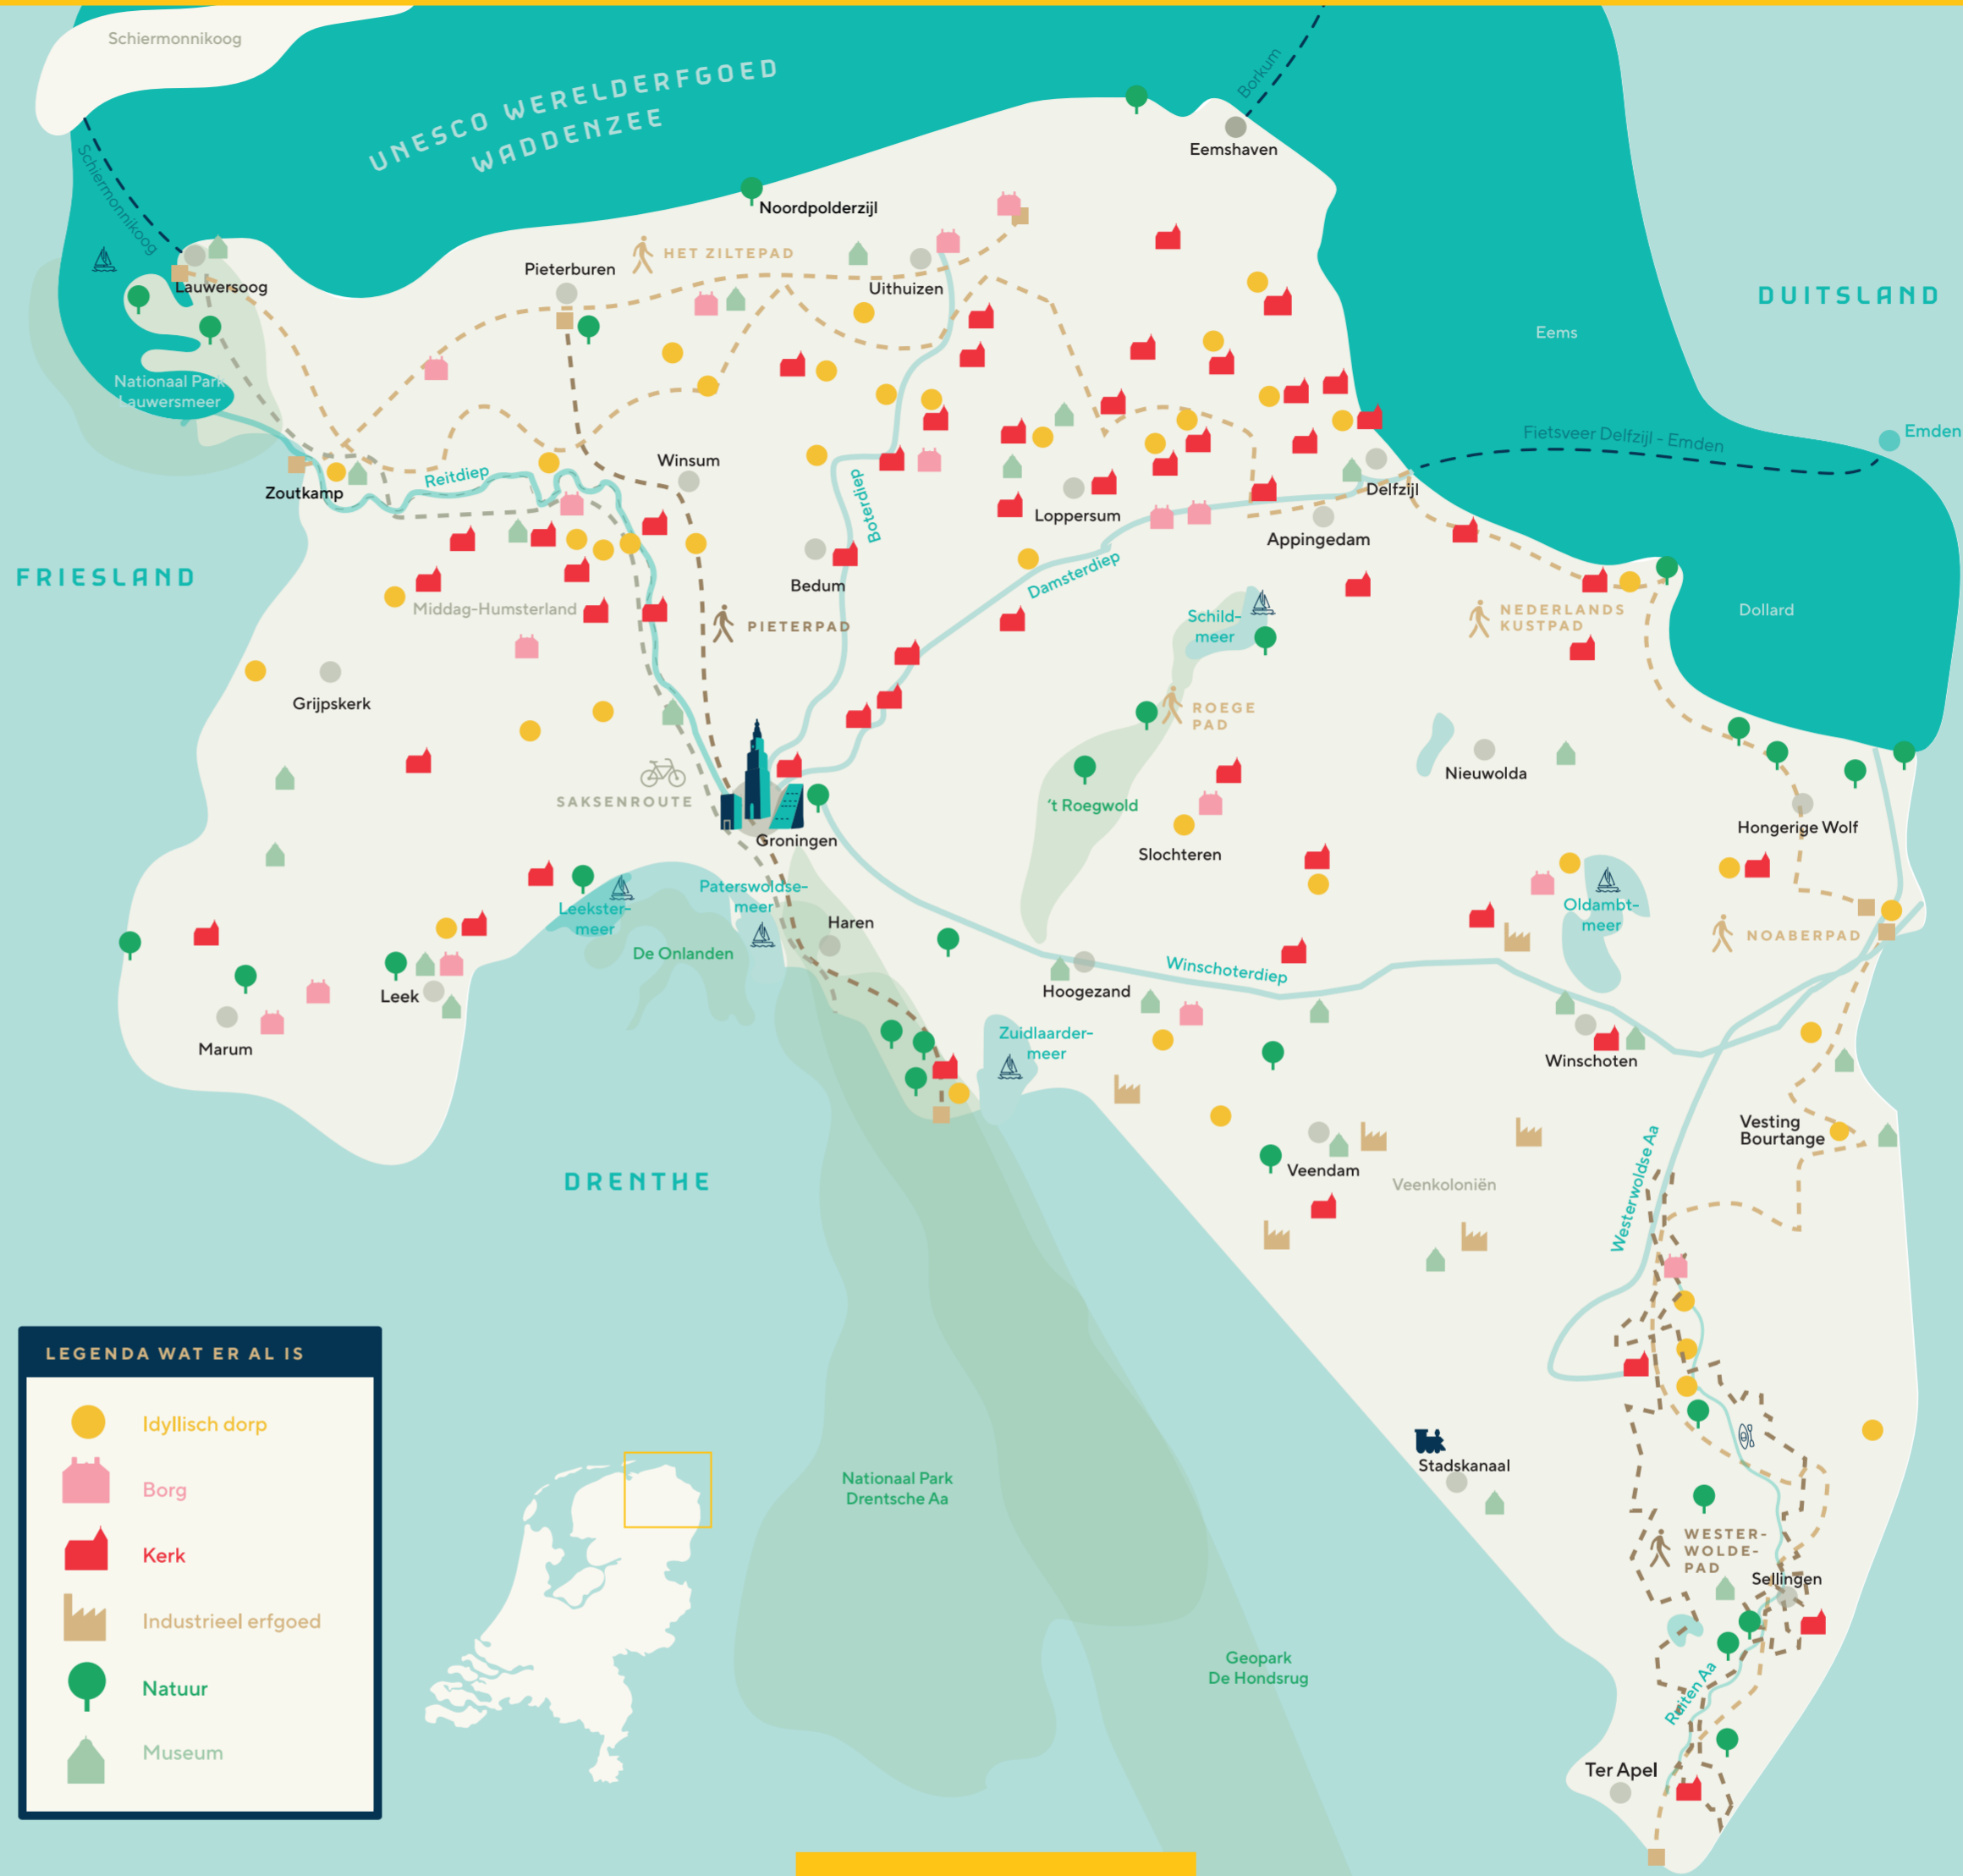 Schiermonnikoog
UNESCO WERELDERFGOED
WADDENZEE
Borkum
Eemshaven
Schiermonnikoog
Noordpolderzijl
HET ZILTEPAD
Pieterburen
Lauwersoog
Uithuizen
DUITSLAND
Eems
Nationaal Park
Lauwersmeer
Fietsveer Delfzijl - Emden
Emden
Winsum
Reitdiep
Zoutkamp
Boterdiep
Delfzijl
Loppersum
Appingedam
FRIESLAND
Bedum
Damsterdiep
Middag-Humsterland
PIETERPAD
Schild-
meer
NEDERLANDS
KUSTPAD
Dollard
Grijpskerk
ROEGE
PAD
Nieuwolda
SAKSENROUTE
't Roegwold
Groningen
Hongerige Wolf
Slochteren
Paterswoldse-
meer
Leekster-
meer
Haren
Oldambt-
meer
NOABERPAD
De Onlanden
Winschoterdiep
Leek
Hoogezand
Marum
Zuidlaarder-
meer
Winschoten
Vesting
Bourtange
Veendam
DRENTHE
Veenkoloniën
Westerwoldse Aa
LEGENDA WAT ER AL IS
Idyllisch dorp
Borg
Kerk
Industrieel erfgoed
Natuur
Museum
Stadskanaal
Nationaal Park
Drentsche Aa
WESTER-
WOLDE-
PAD
Sellingen
Geopark
De Hondsrug
Ruiten Aa
Ter Apel